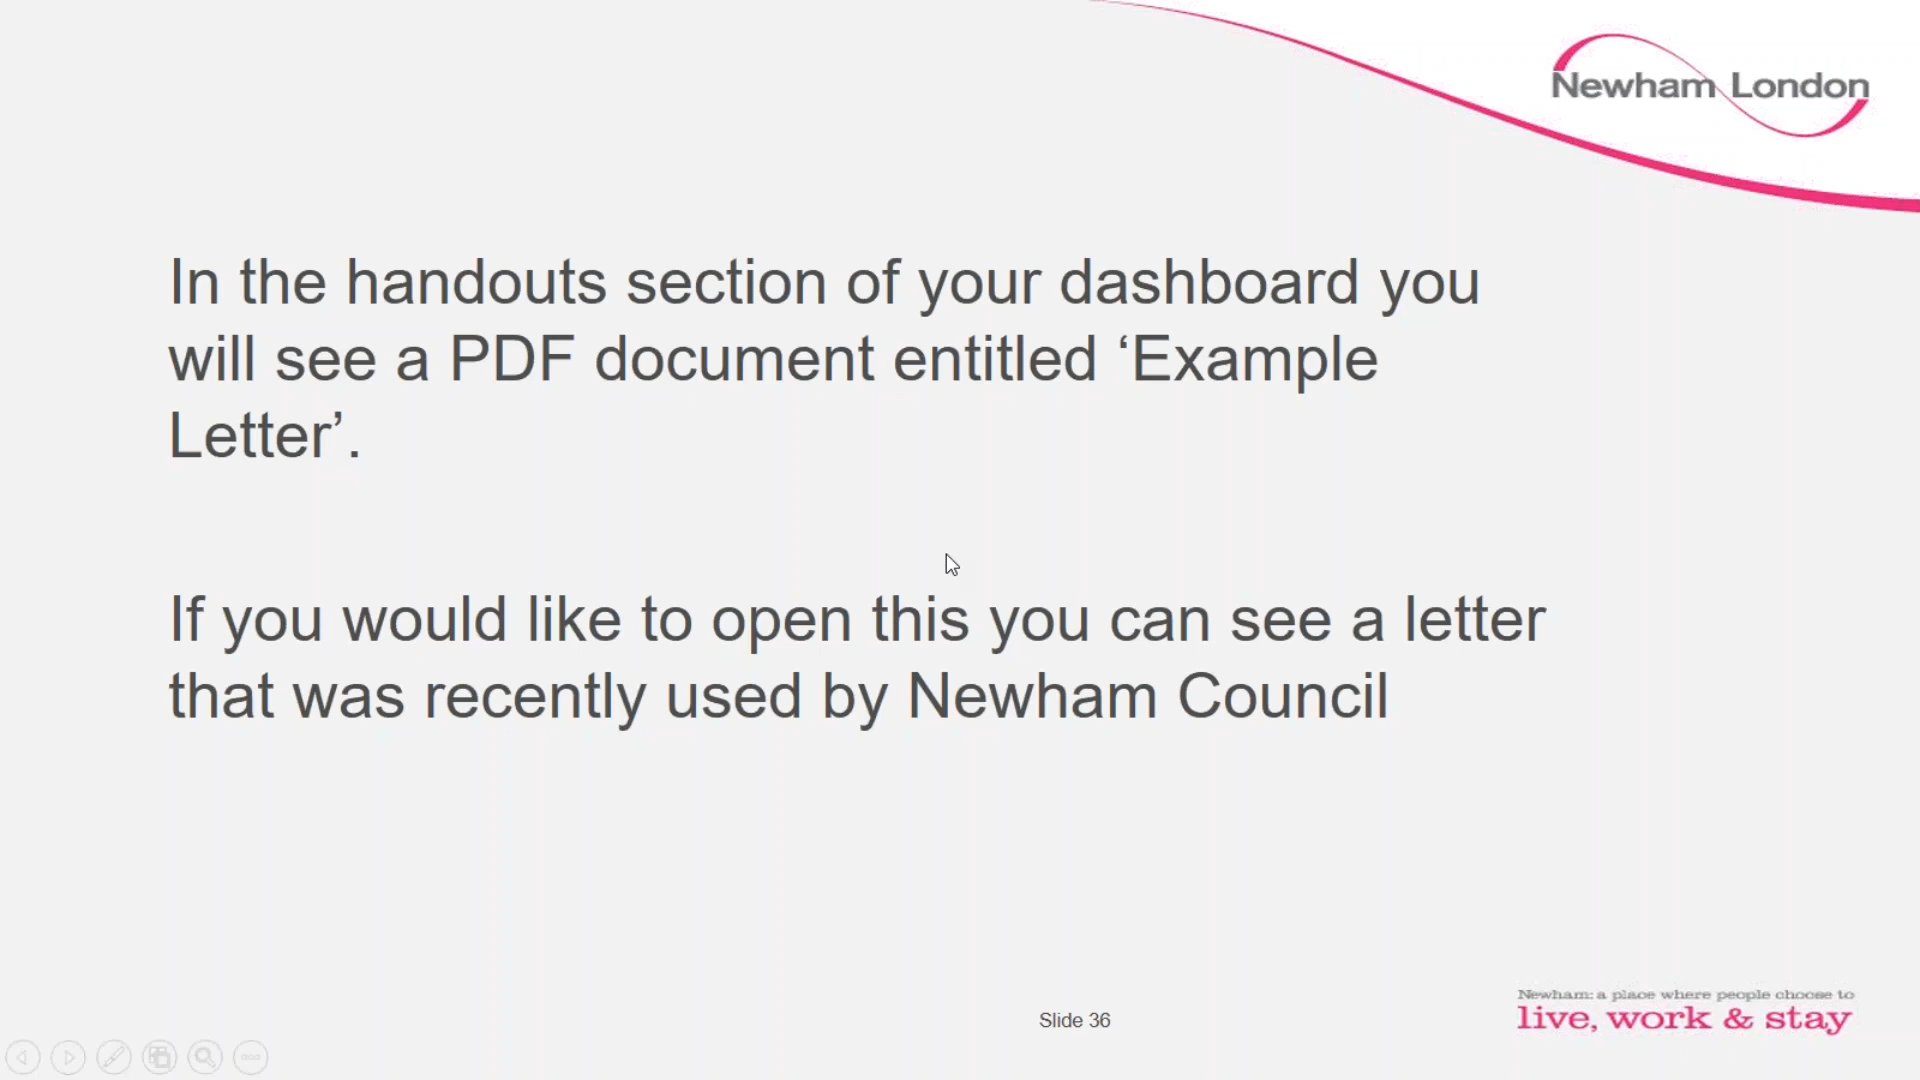 Newham London
In the handouts section of your dashboard you
will see a PDF document entitled ‘Example
Letter’.
If you would like to open this you can see a letter
that was recently used by Newham Council
Slide 36
Newham: a place where people choose to
live, work & stay